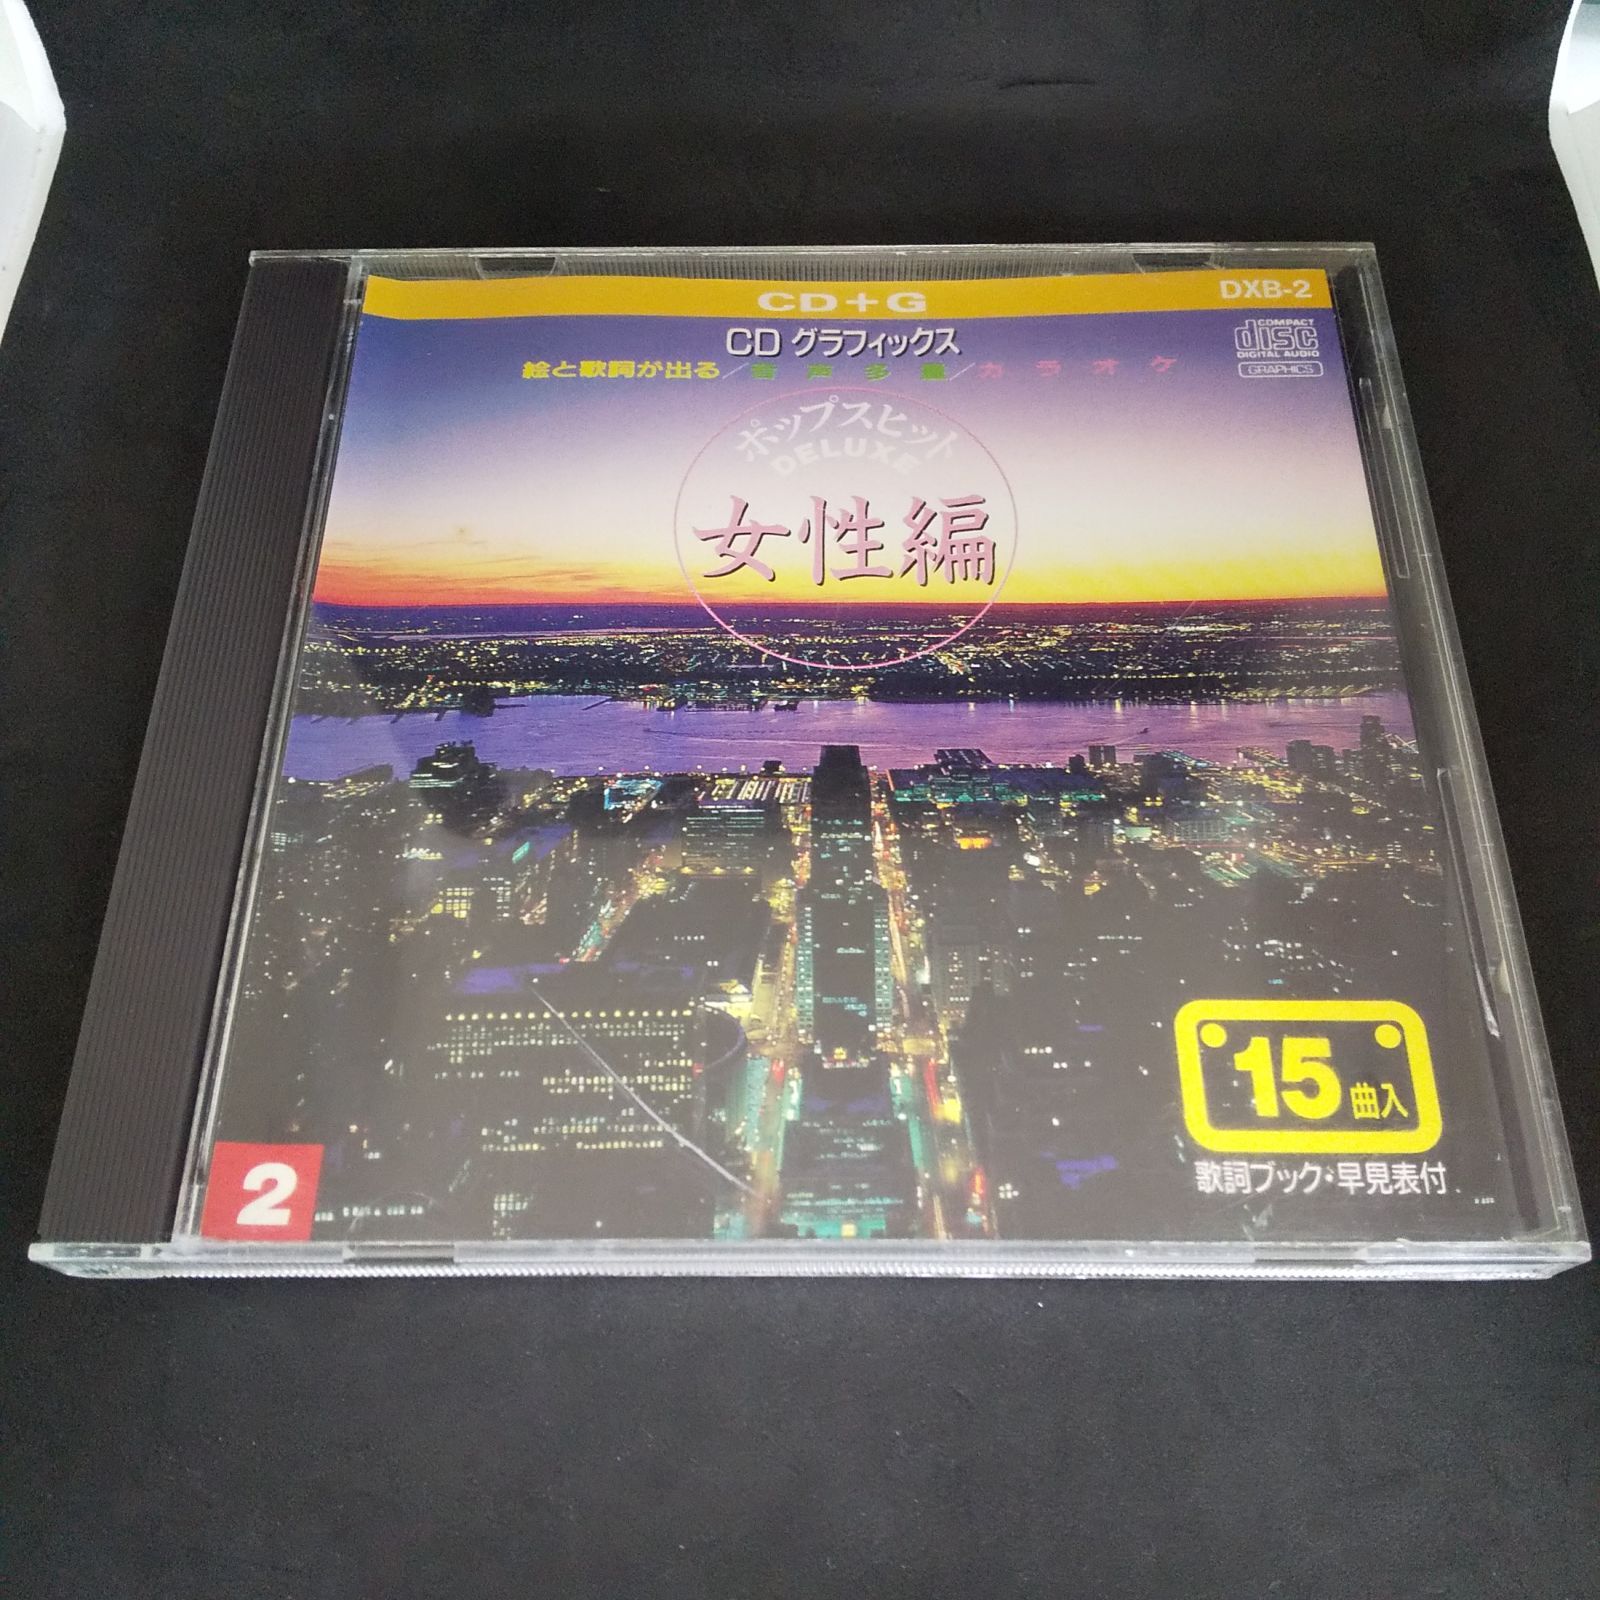 CD+G
DXB-2
CD グラフィックス
COMPACT
disc
DIGITAL AUDIO
GRAPHICS
絵と歌詞が出る/音声多重/カラオケ
ポップスヒット
DELUXE
女性編
15曲入
歌詞ブック・早見表付
2